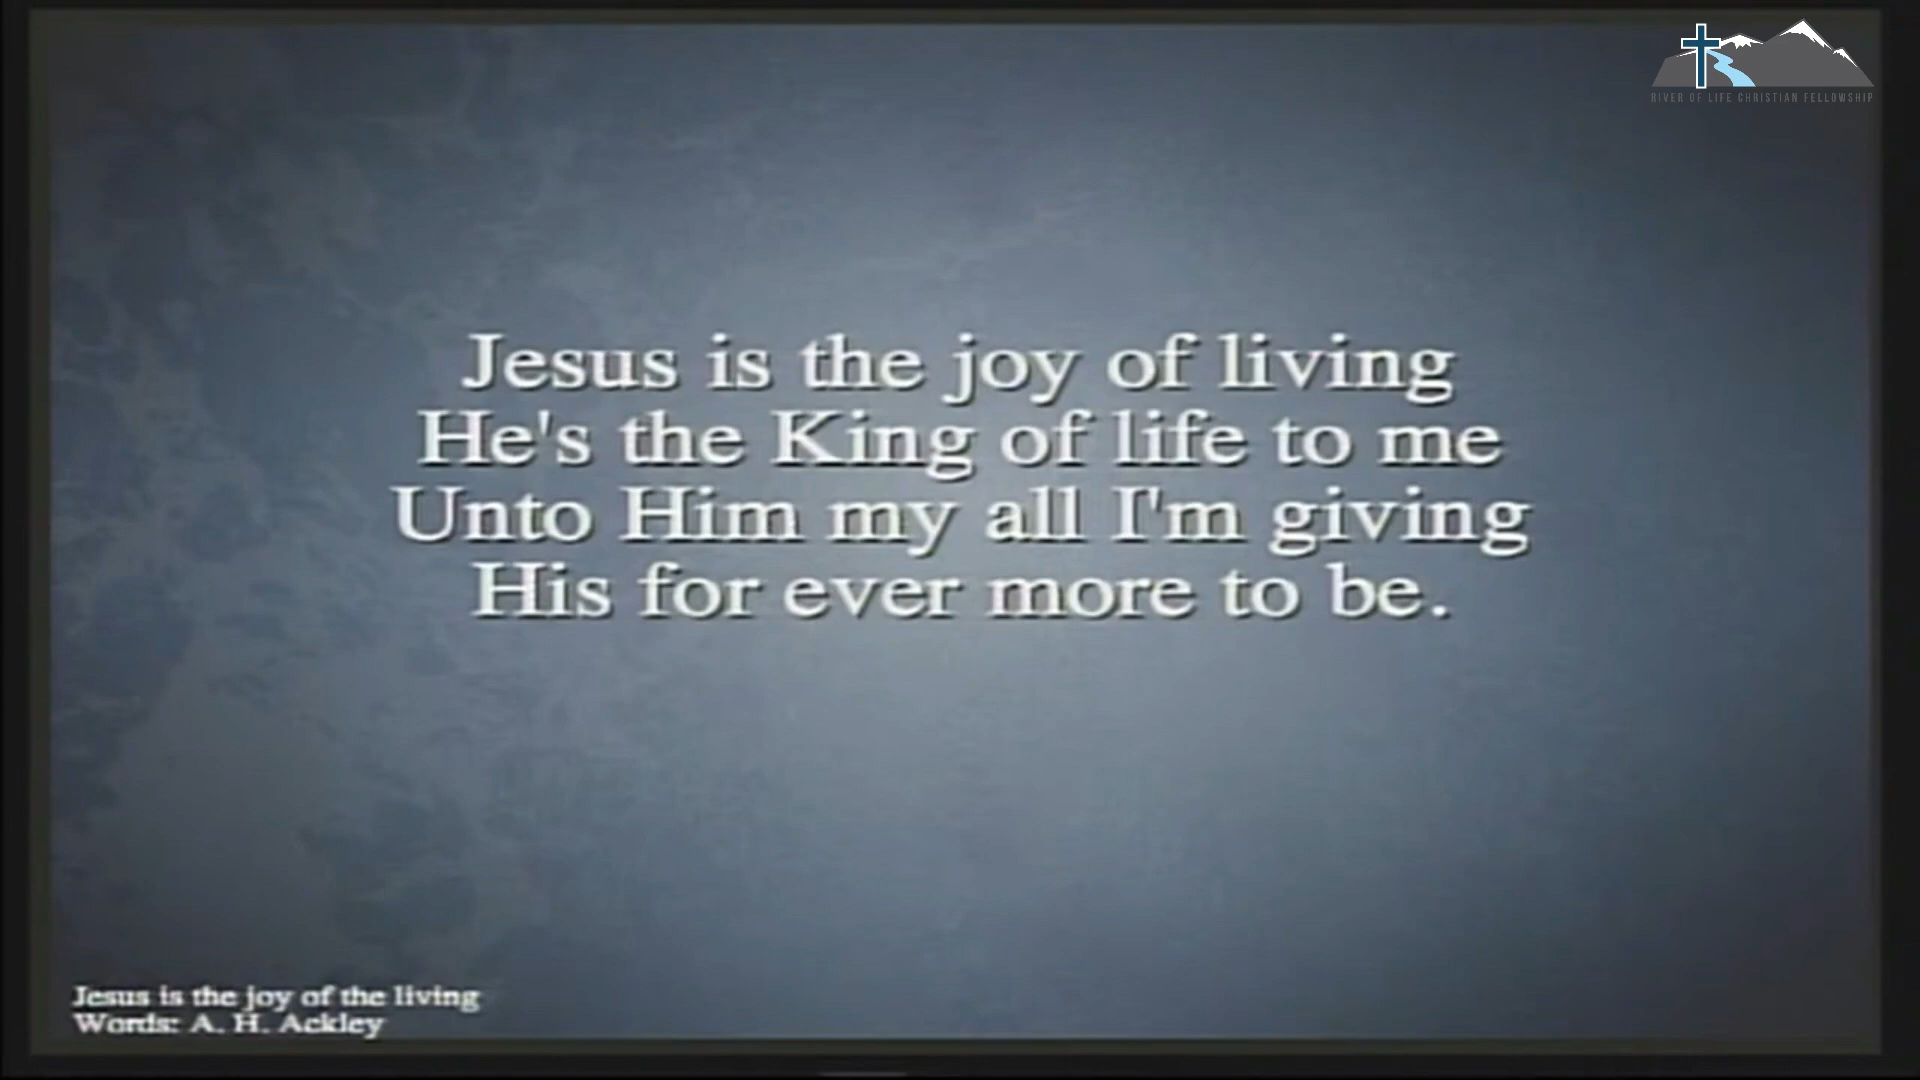 RIVER OF LIFE CHRISTIAN FELLOWSHIP
Jesus is the joy of living
He's the King of life to me
Unto Him my all I'm giving
His for ever more to be.
Jesus is the joy of the living
Words: A. H. Ackley